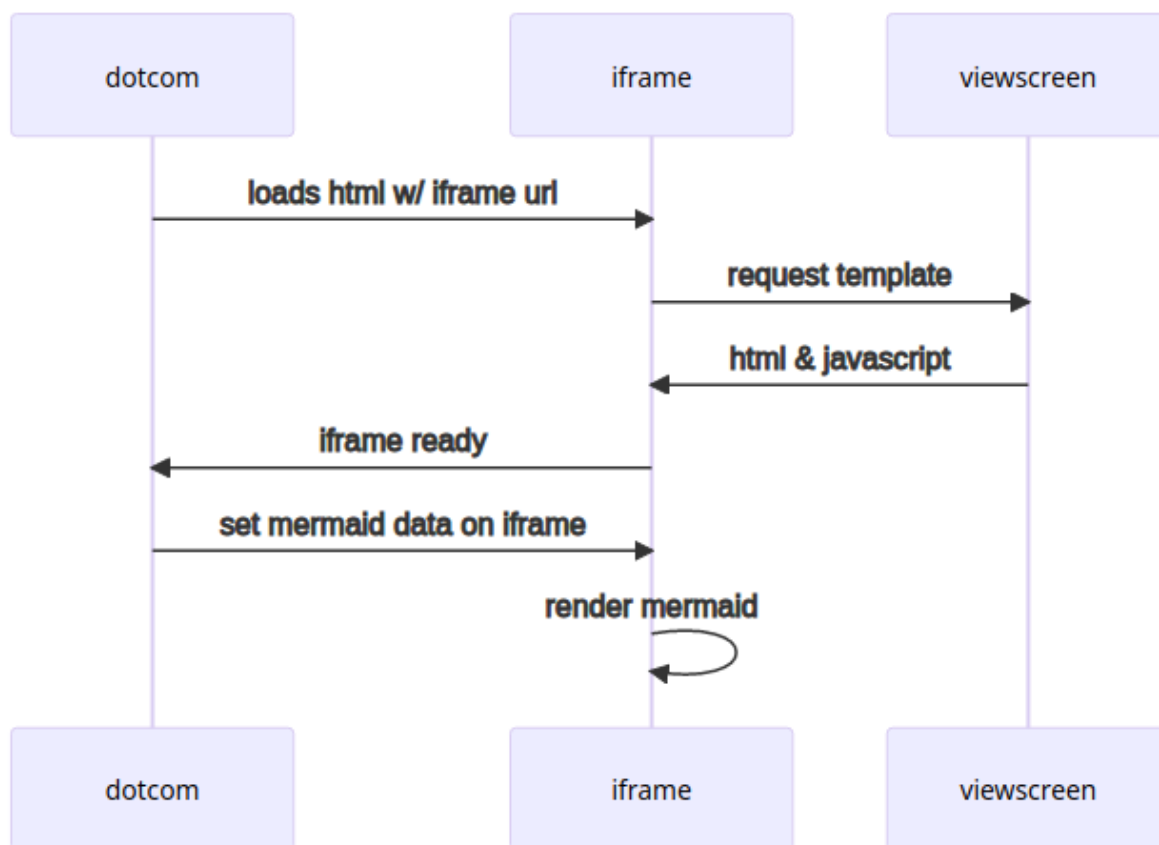 dotcom
iframe
viewscreen
loads html w/ iframe url
request template
html & javascript
iframe ready
set mermaid data on iframe
render mermaid
dotcom
iframe
viewscreen